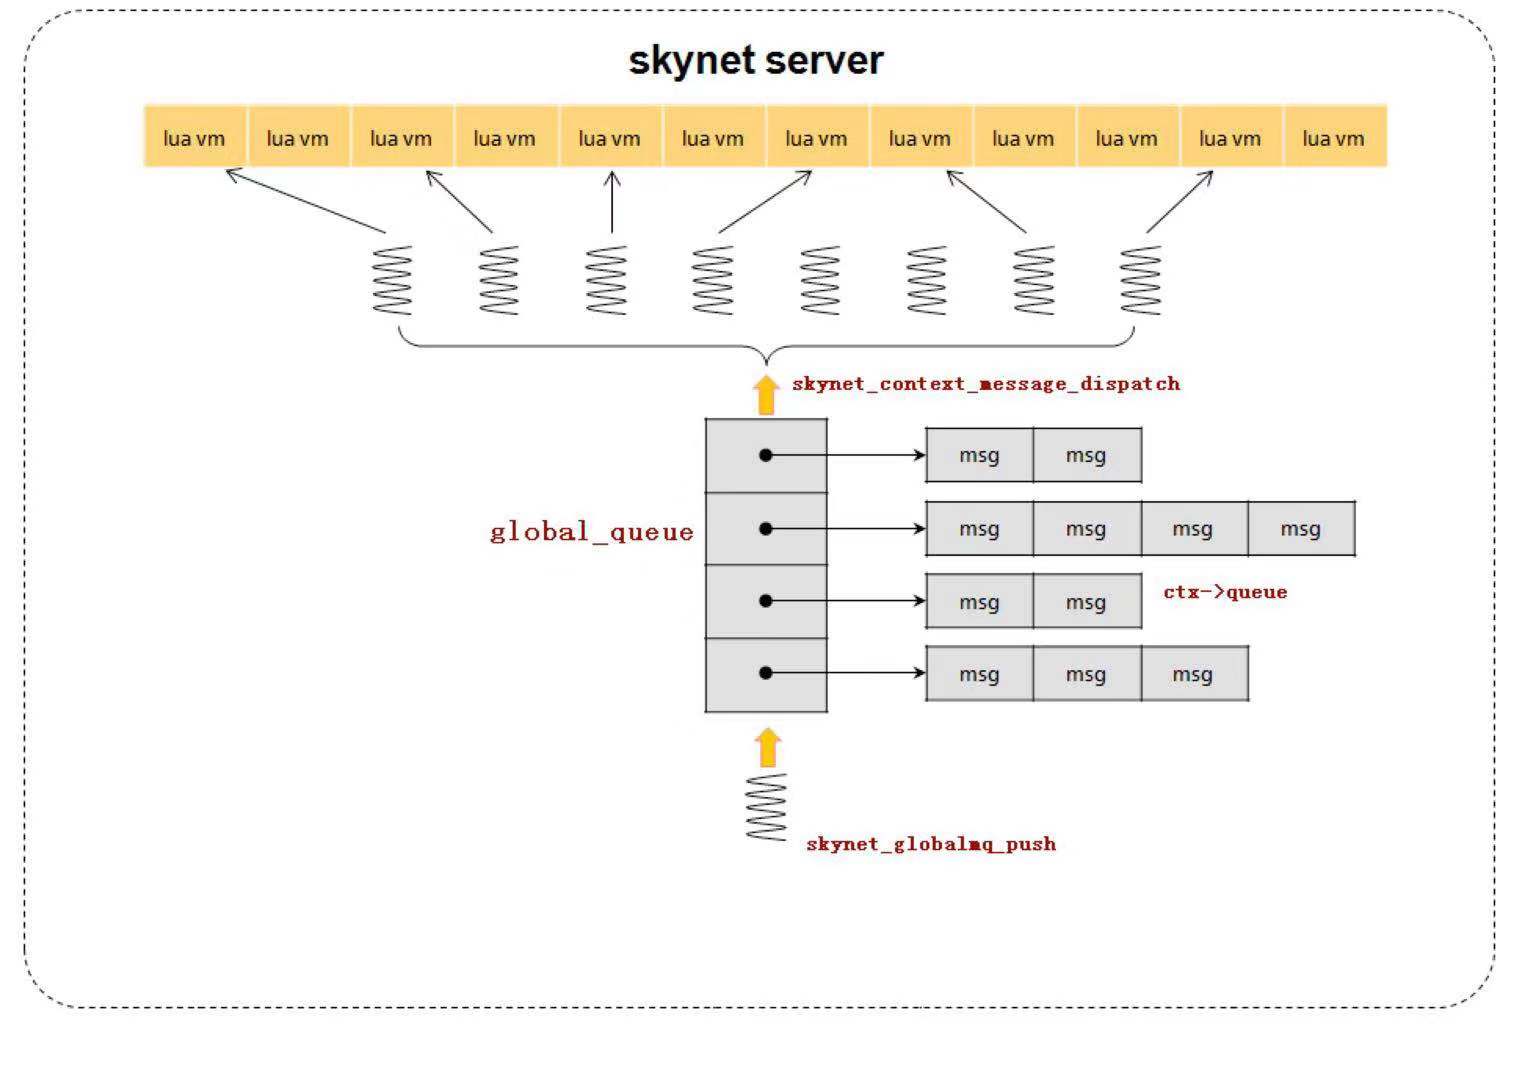 skynet server
lua vm lua vm lua vm lua vm lua vm lua vm lua vm lua vm lua vm lua vm lua vm lua vm
skynet_context_message_dispatch
msg msg
global_queue
msg msg msg msg
msg msg
ctx->queue
msg msg msg
skynet_globalmq_push